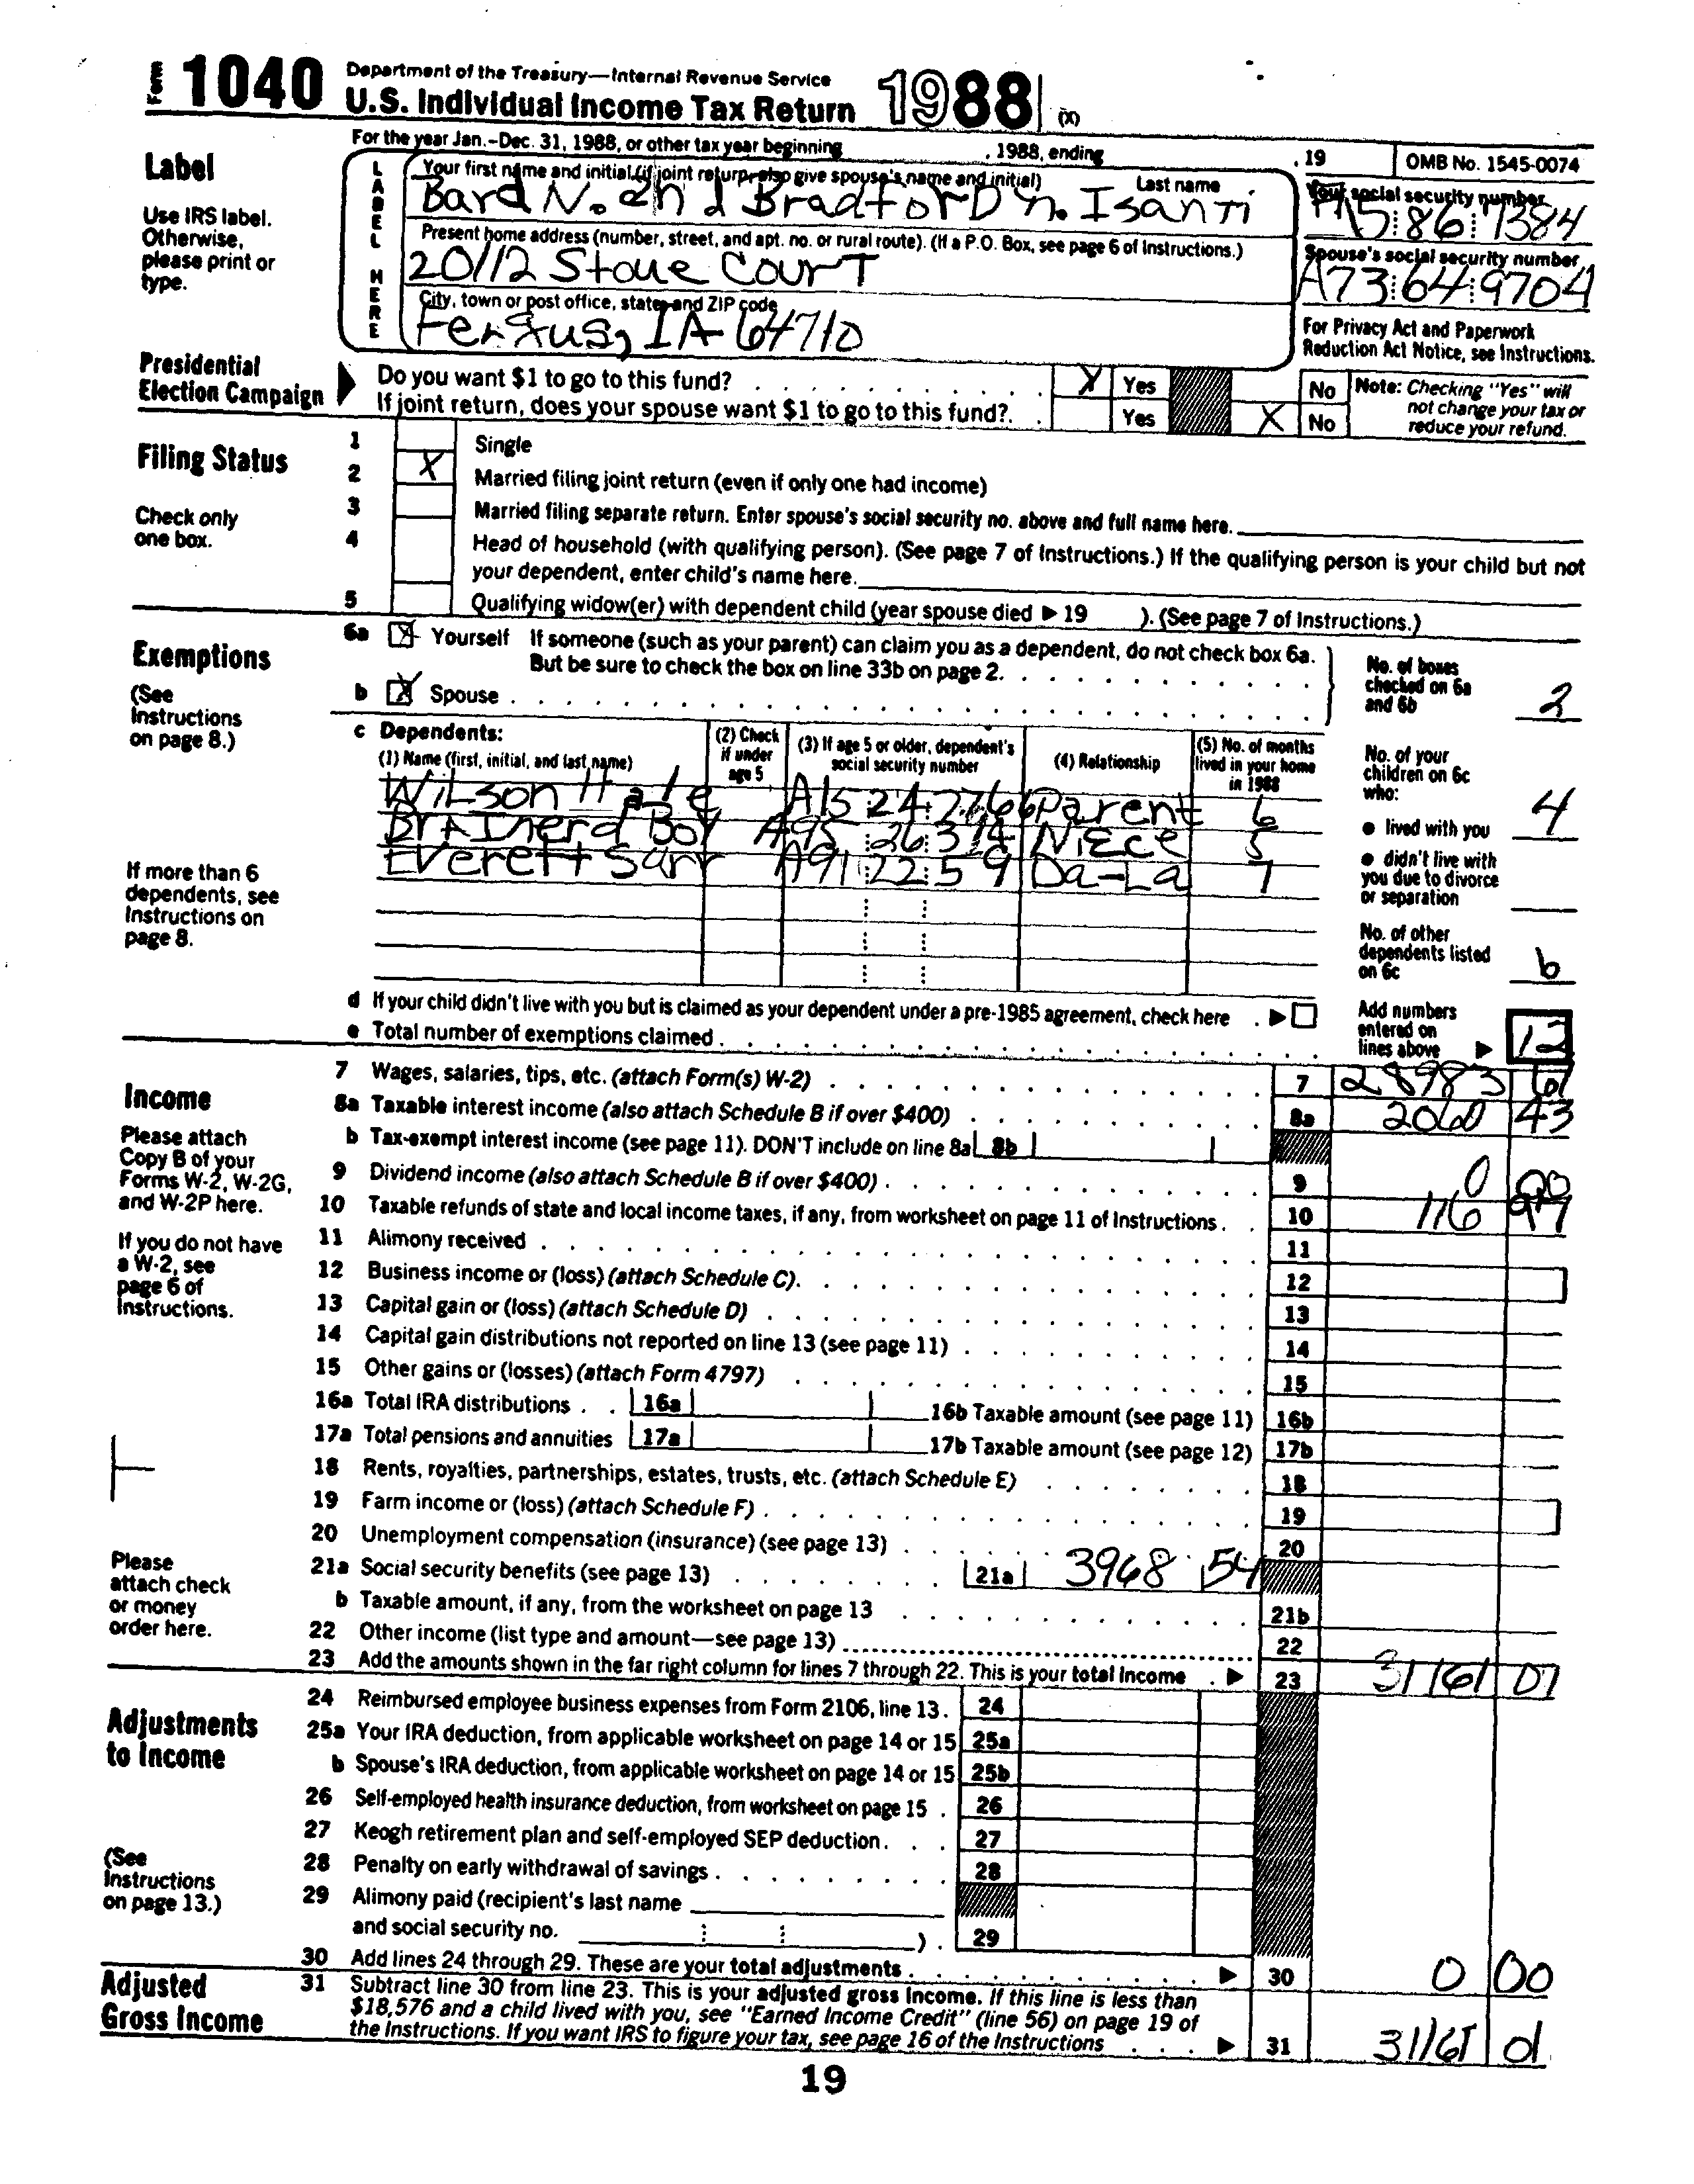 Form 1040 Department of the Treasury—Internal Revenue Service
U.S. Individual Income Tax Return 1988 (X)
For the year Jan.–Dec. 31, 1988, or other tax year beginning , 1988, ending , 19 OMB No. 1545-0074
Label
Use IRS label. Otherwise, please print or type.
LABEL HERE
Your first name and initial (if joint return, also give spouse's name and initial) Last name
Bard N. and Bradford N. Isanti
Your social security number
86 1384
Present home address (number, street, and apt. no. or rural route). (If a P.O. Box, see page 6 of Instructions.)
20112 Stoue Court
Spouse's social security number
A73 64 9704
City, town or post office, state, and ZIP code
Fergus, IA 64710
For Privacy Act and Paperwork Reduction Act Notice, see Instructions.
Presidential Election Campaign
Do you want $1 to go to this fund? X Yes No
If joint return, does your spouse want $1 to go to this fund? Yes X No
Note: Checking "Yes" will not change your tax or reduce your refund.
Filing Status
Check only one box.
1 Single
2 X Married filing joint return (even if only one had income)
3 Married filing separate return. Enter spouse's social security no. above and full name here.
4 Head of household (with qualifying person). (See page 7 of Instructions.) If the qualifying person is your child but not
your dependent, enter child's name here.
5 Qualifying widow(er) with dependent child (year spouse died ▶ 19 ). (See page 7 of Instructions.)
Exemptions
(See Instructions on page 8.)
6a X Yourself If someone (such as your parent) can claim you as a dependent, do not check box 6a.
But be sure to check the box on line 33b on page 2.
b X Spouse
No. of boxes checked on 6a and 6b 2
c Dependents:
(1) Name (first, initial, and last name) (2) Check if under age 5 (3) If age 5 or older, dependent's social security number (4) Relationship (5) No. of months lived in your home in 1988
Wilson Hale A15 24 7766 Parent 6
Brainerd Boy A95 26 314 Niece 5
Everett Sarr A91 22 59 Da-La 7
If more than 6 dependents, see Instructions on page 8.
No. of your children on 6c who:
● lived with you 4
● didn't live with you due to divorce or separation
No. of other dependents listed on 6c 6
d If your child didn't live with you but is claimed as your dependent under a pre-1985 agreement, check here ▶
e Total number of exemptions claimed
Add numbers entered on lines above ▶ 12
Income
Please attach Copy B of your Forms W-2, W-2G, and W-2P here.
If you do not have a W-2, see page 6 of Instructions.
7 Wages, salaries, tips, etc. (attach Form(s) W-2) 7 28983 61
8a Taxable interest income (also attach Schedule B if over $400) 8a 2060 43
b Tax-exempt interest income (see page 11). DON'T include on line 8a 8b
9 Dividend income (also attach Schedule B if over $400) 9 0 00
10 Taxable refunds of state and local income taxes, if any, from worksheet on page 11 of Instructions. 10 116 97
11 Alimony received 11
12 Business income or (loss) (attach Schedule C). 12
13 Capital gain or (loss) (attach Schedule D) 13
14 Capital gain distributions not reported on line 13 (see page 11) 14
15 Other gains or (losses) (attach Form 4797) 15
16a Total IRA distributions 16a 16b Taxable amount (see page 11) 16b
17a Total pensions and annuities 17a 17b Taxable amount (see page 12) 17b
18 Rents, royalties, partnerships, estates, trusts, etc. (attach Schedule E) 18
19 Farm income or (loss) (attach Schedule F) 19
20 Unemployment compensation (insurance) (see page 13) 20
21a Social security benefits (see page 13) 21a 3968 54
b Taxable amount, if any, from the worksheet on page 13 21b
22 Other income (list type and amount—see page 13) 22
23 Add the amounts shown in the far right column for lines 7 through 22. This is your total income ▶ 23 31161 01
Please attach check or money order here.
Adjustments to Income
(See Instructions on page 13.)
24 Reimbursed employee business expenses from Form 2106, line 13. 24
25a Your IRA deduction, from applicable worksheet on page 14 or 15 25a
b Spouse's IRA deduction, from applicable worksheet on page 14 or 15 25b
26 Self-employed health insurance deduction, from worksheet on page 15 26
27 Keogh retirement plan and self-employed SEP deduction 27
28 Penalty on early withdrawal of savings 28
29 Alimony paid (recipient's last name
and social security no. ). 29
30 Add lines 24 through 29. These are your total adjustments ▶ 30 0 00
Adjusted Gross Income
31 Subtract line 30 from line 23. This is your adjusted gross income. If this line is less than
$18,576 and a child lived with you, see "Earned Income Credit" (line 56) on page 19 of
the Instructions. If you want IRS to figure your tax, see page 16 of the Instructions ▶ 31 31161 01
19